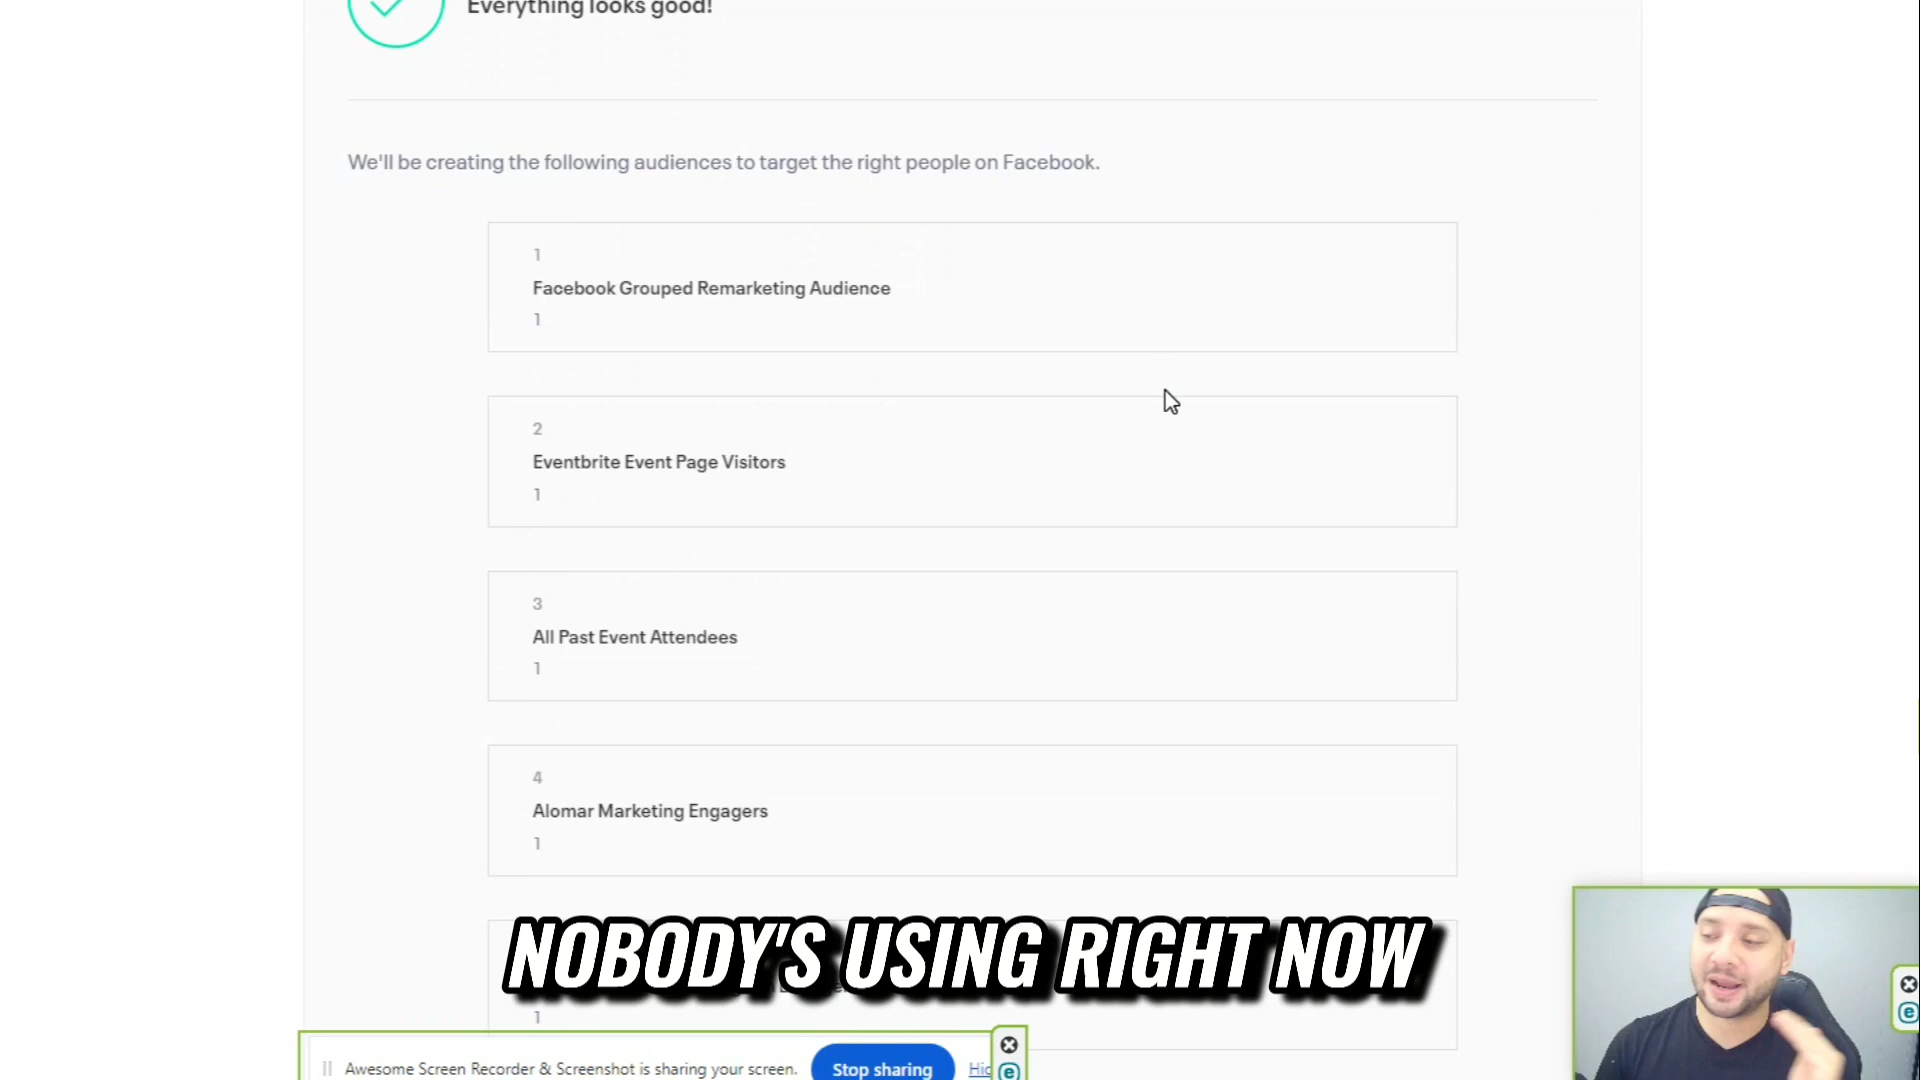 Everything looks good!
We'll be creating the following audiences to target the right people on Facebook.
1
Facebook Grouped Remarketing Audience
1
2
Eventbrite Event Page Visitors
1
3
All Past Event Attendees
1
4
Alomar Marketing Engagers
1
NOBODY'S USING RIGHT NOW
1
Awesome Screen Recorder & Screenshot is sharing your screen.
Stop sharing
e
e